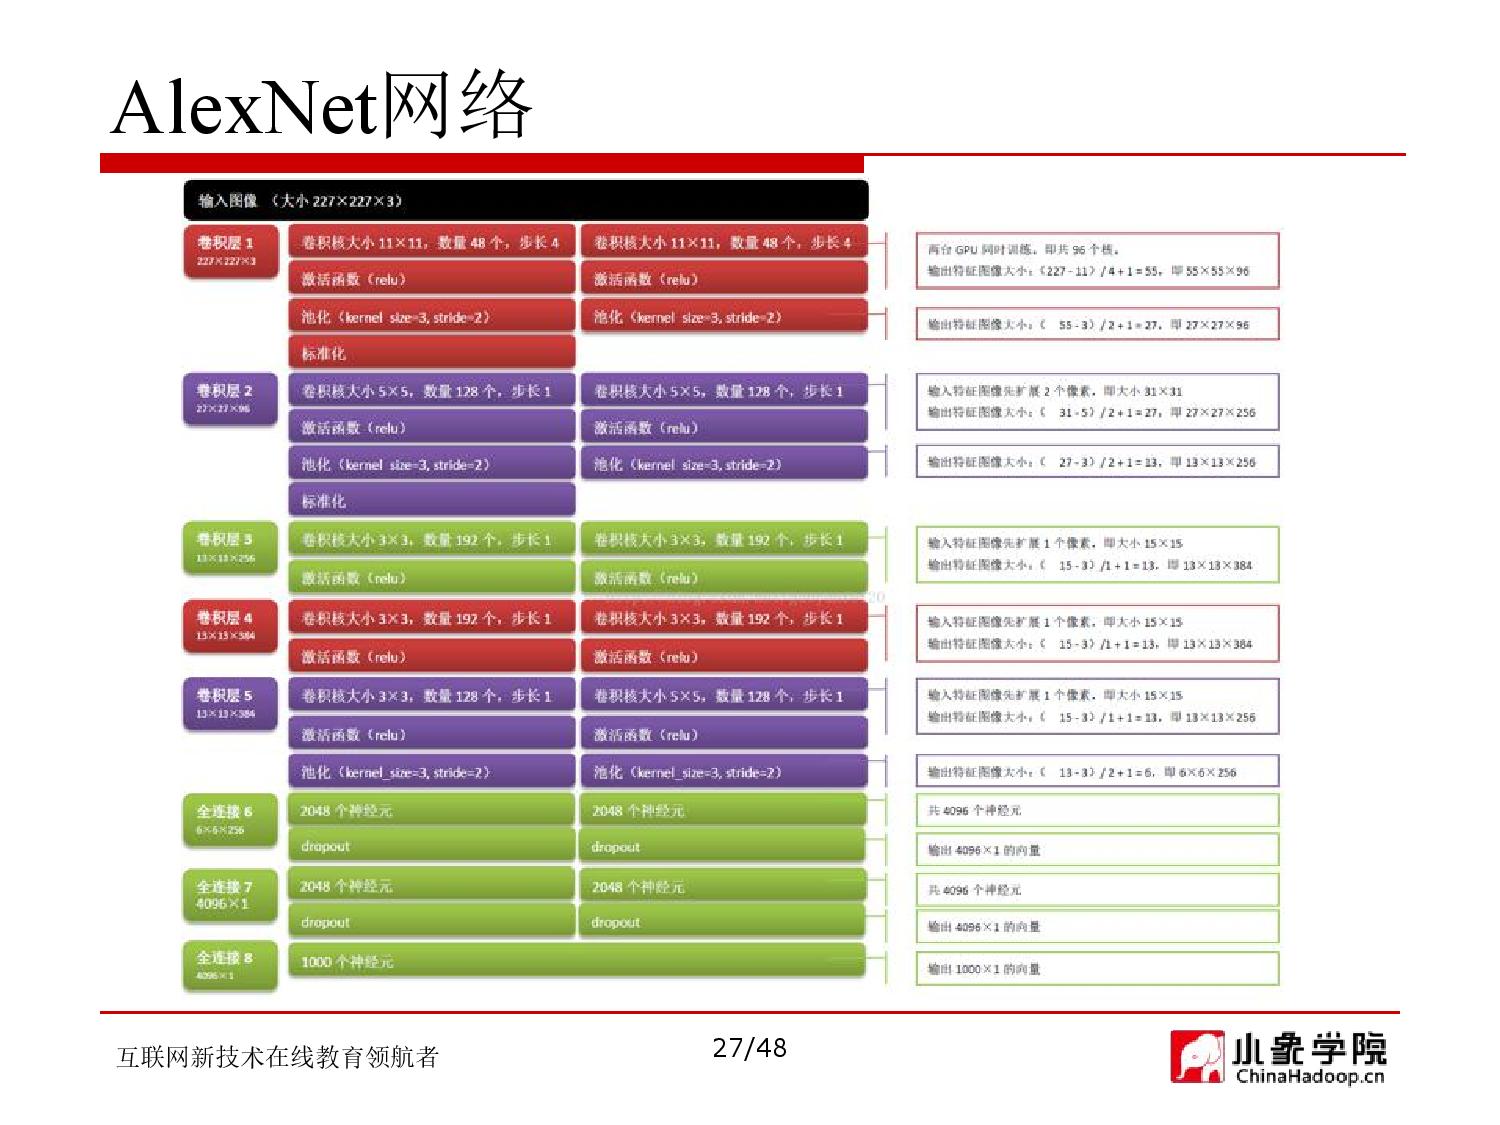 AlexNet网络
输入图像 （大小 227×227×3）
卷积层 1
227×227×3
卷积核大小 11×11，数量 48 个，步长 4
卷积核大小 11×11，数量 48 个，步长 4
激活函数（relu）
激活函数（relu）
两台 GPU 同时训练，即共 96 个核。
输出特征图像大小：（227-11）/4+1=55，即 55×55×96
池化（kernel size=3, stride=2）
池化（kernel size=3, stride=2）
输出特征图像大小：（ 55-3）/2+1=27，即 27×27×96
标准化
卷积层 2
27×27×96
卷积核大小 5×5，数量 128 个，步长 1
卷积核大小 5×5，数量 128 个，步长 1
激活函数（relu）
激活函数（relu）
输入特征图像先扩展 2 个像素，即大小 31×31
输出特征图像大小：（ 31-5）/2+1=27，即 27×27×256
池化（kernel size=3, stride=2）
池化（kernel size=3, stride=2）
输出特征图像大小：（ 27-3）/2+1=13，即 13×13×256
标准化
卷积层 3
13×13×256
卷积核大小 3×3，数量 192 个，步长 1
卷积核大小 3×3，数量 192 个，步长 1
激活函数（relu）
激活函数（relu）
输入特征图像先扩展 1 个像素，即大小 15×15
输出特征图像大小：（ 15-3）/1+1=13，即 13×13×384
卷积层 4
13×13×384
卷积核大小 3×3，数量 192 个，步长 1
卷积核大小 3×3，数量 192 个，步长 1
激活函数（relu）
激活函数（relu）
输入特征图像先扩展 1 个像素，即大小 15×15
输出特征图像大小：（ 15-3）/1+1=13，即 13×13×384
卷积层 5
13×13×384
卷积核大小 3×3，数量 128 个，步长 1
卷积核大小 5×5，数量 128 个，步长 1
激活函数（relu）
激活函数（relu）
输入特征图像先扩展 1 个像素，即大小 15×15
输出特征图像大小：（ 15-3）/1+1=13，即 13×13×256
池化（kernel_size=3, stride=2）
池化（kernel_size=3, stride=2）
输出特征图像大小：（ 13-3）/2+1=6，即 6×6×256
全连接 6
6×6×256
2048 个神经元
2048 个神经元
共 4096 个神经元
dropout
dropout
输出 4096×1 的向量
全连接 7
4096×1
2048 个神经元
2048 个神经元
共 4096 个神经元
dropout
dropout
输出 4096×1 的向量
全连接 8
4096×1
1000 个神经元
输出 1000×1 的向量
互联网新技术在线教育领航者
27/48
小象学院
ChinaHadoop.cn